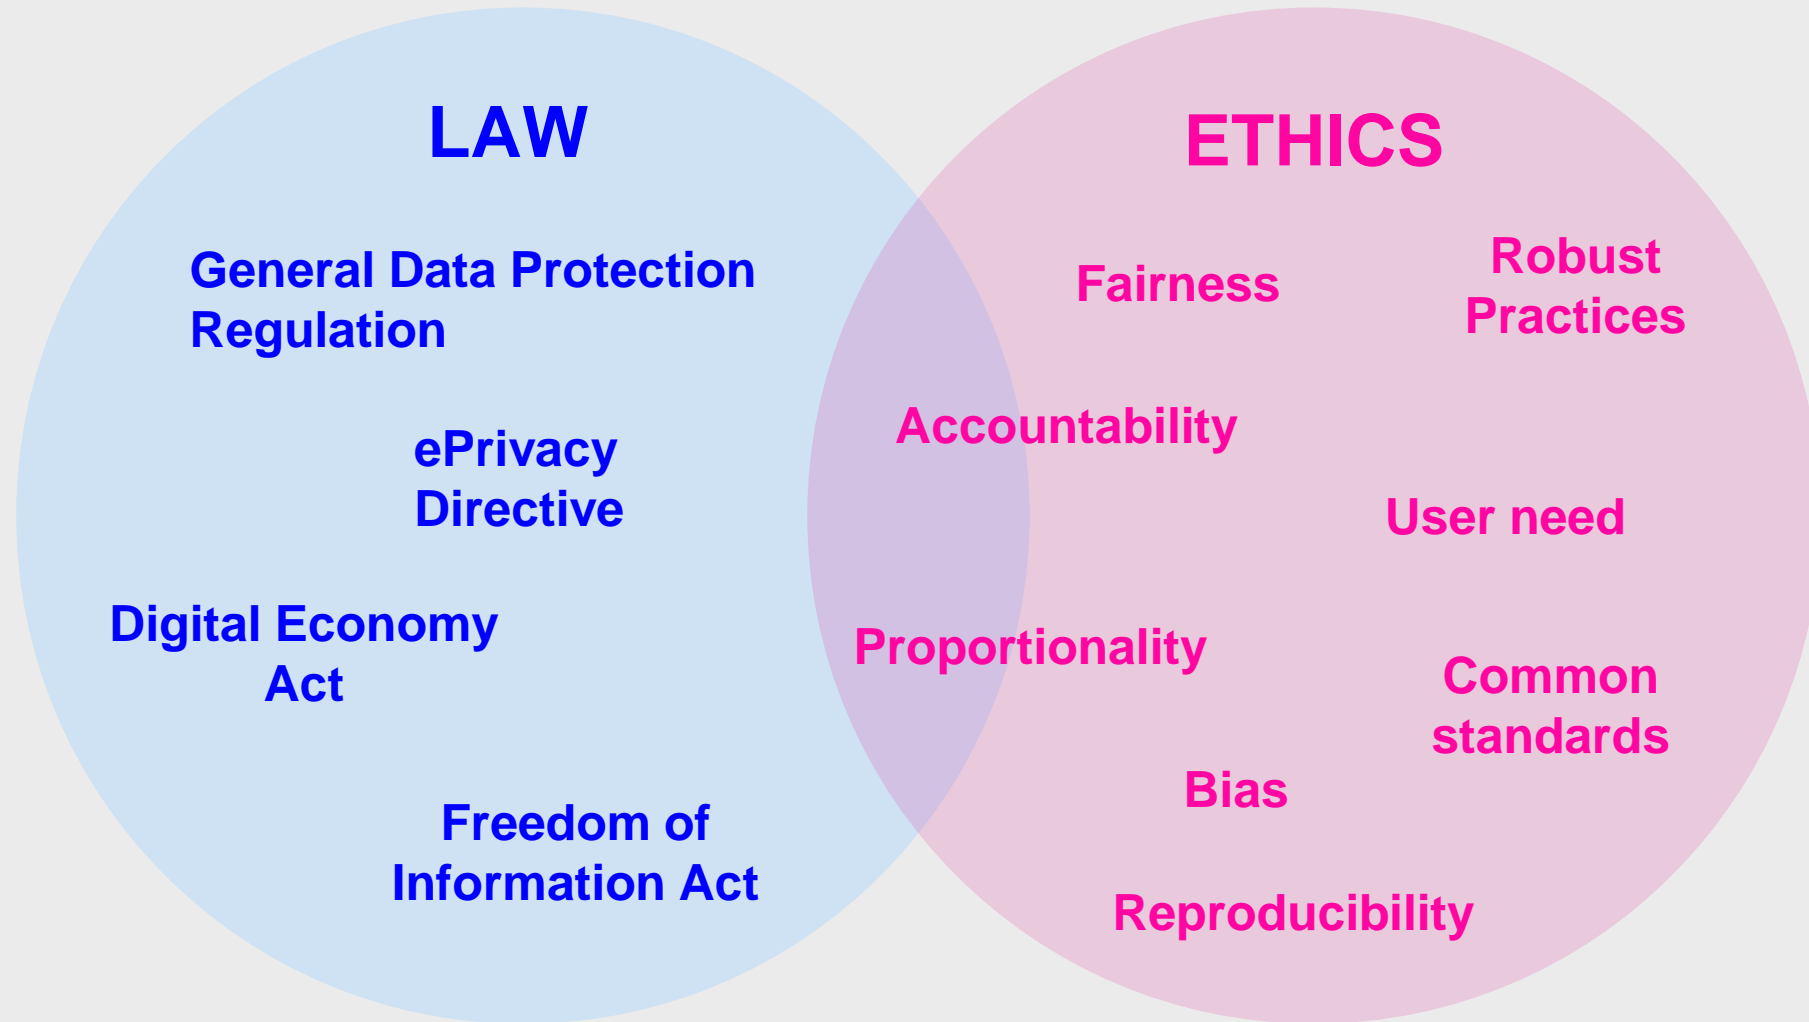 LAW
General Data Protection
Regulation
ePrivacy
Directive
Digital Economy
Act
Freedom of
Information Act
ETHICS
Fairness
Robust
Practices
Accountability
User need
Proportionality
Common
standards
Bias
Reproducibility